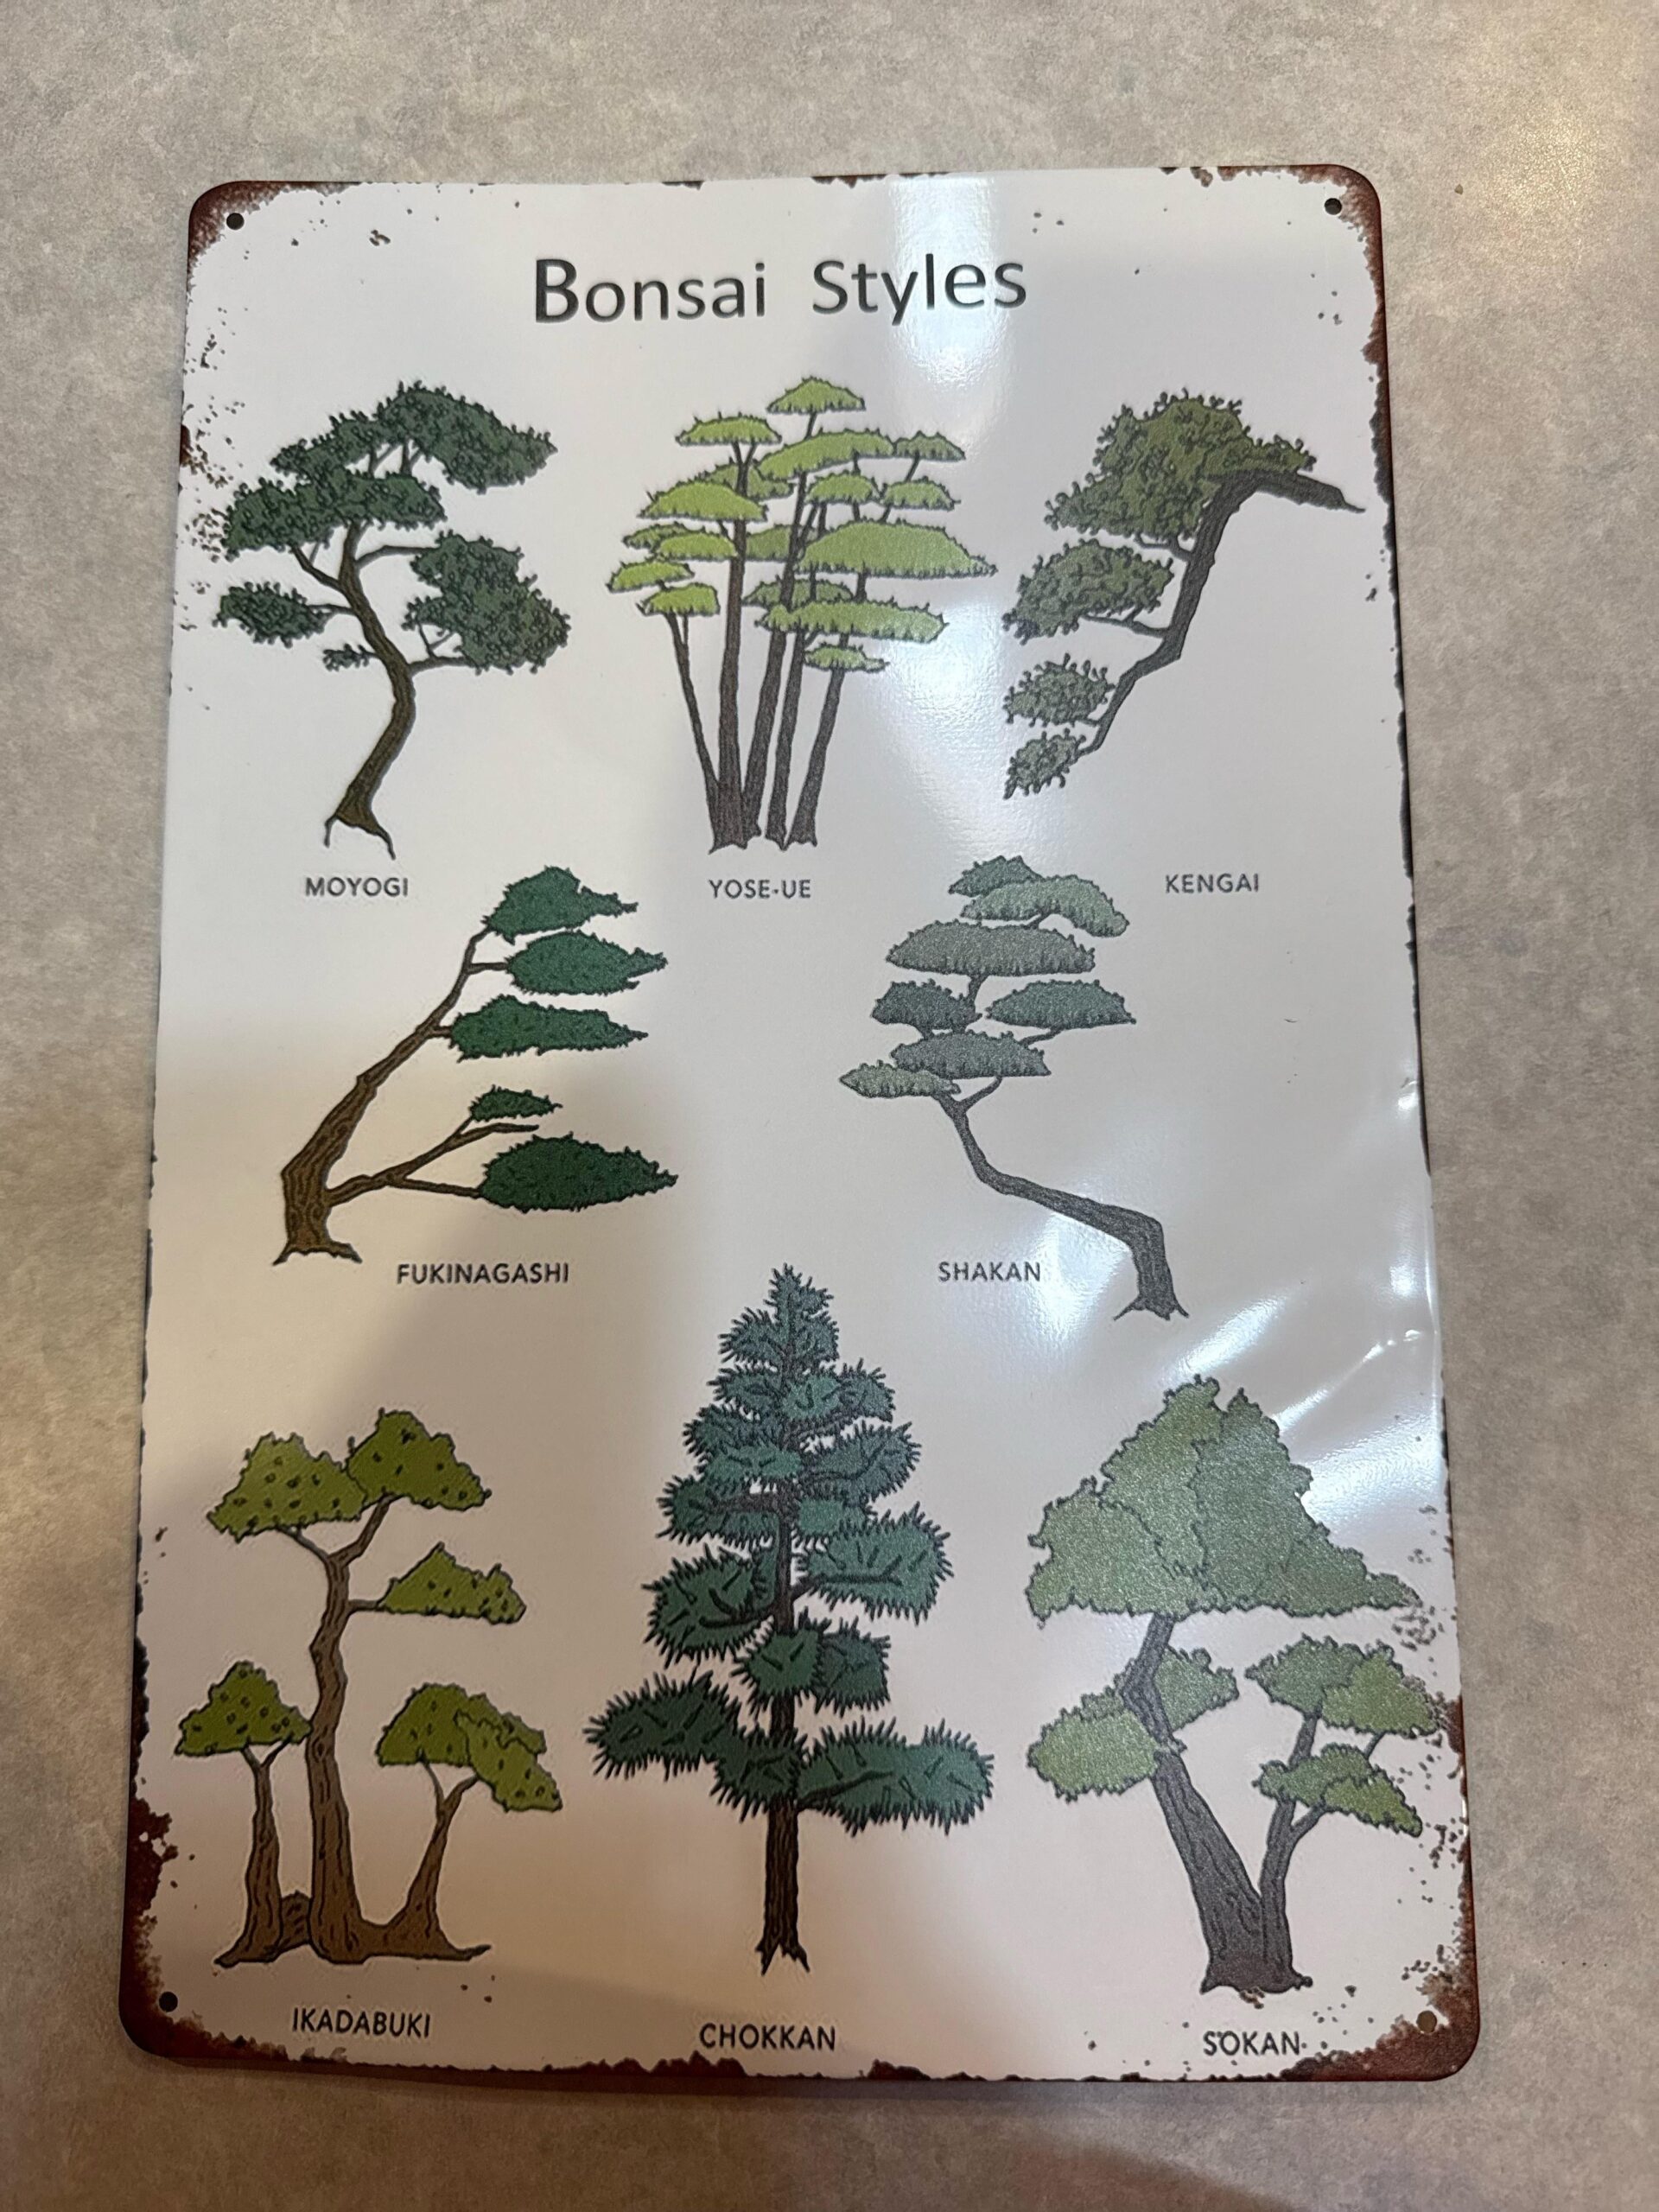 Bonsai Styles
MOYOGI
YOSE-UE
KENGAI
FUKINAGASHI
SHAKAN
IKADABUKI
CHOKKAN
SOKAN